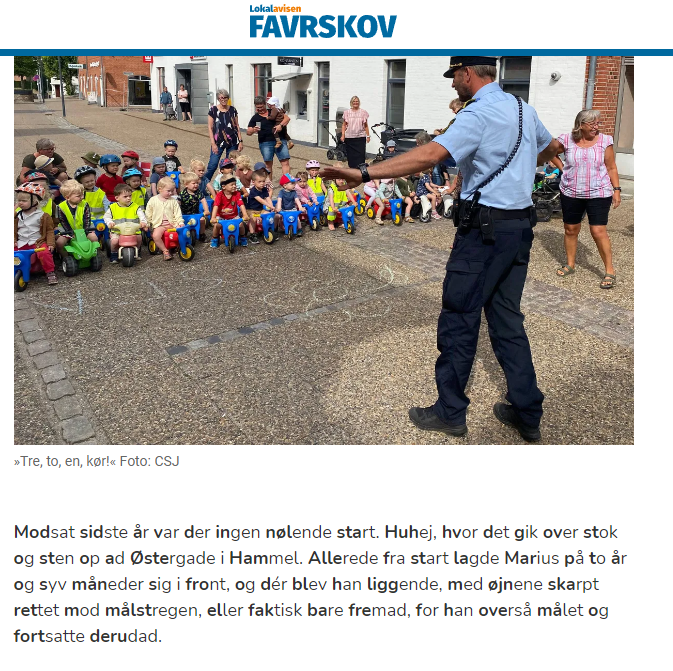 Lokalavisen
FAVRSKOV
»Tre, to, en, kør!« Foto: CSJ
Modsat sidste år var der ingen nølende start. Huhej, hvor det gik over stok
og sten op ad Østergade i Hammel. Allerede fra start lagde Marius på to år
og syv måneder sig i front, og dér blev han liggende, med øjnene skarpt
rettet mod målstregen, eller faktisk bare fremad, for han overså målet og
fortsatte derudad.